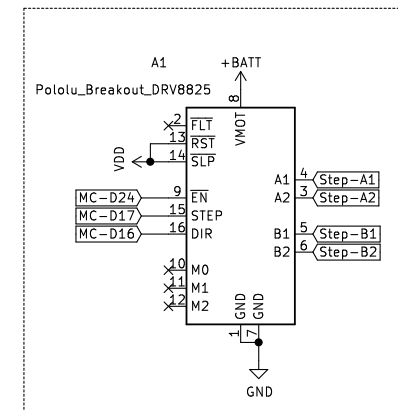 A1
+BATT
Pololu_Breakout_DRV8825
8
VMOT
2
FLT
13
RST
VDD
14
SLP
A1
4
Step-A1
A2
3
Step-A2
MC-D24
9
EN
MC-D17
15
STEP
MC-D16
16
DIR
B1
5
Step-B1
B2
6
Step-B2
10
M0
11
M1
12
M2
GND
GND
1
7
GND